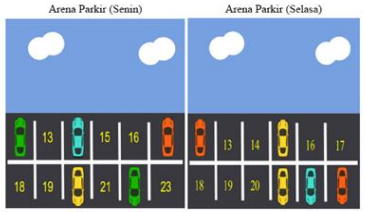 Arena Parkir (Senin)
Arena Parkir (Selasa)
13 15 16
18 19 21 23
13 14 16 17
18 19 20